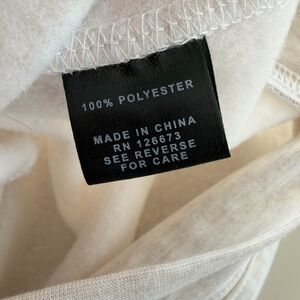 100% POLYESTER
MADE IN CHINA
RN 126673
SEE REVERSE
FOR CARE